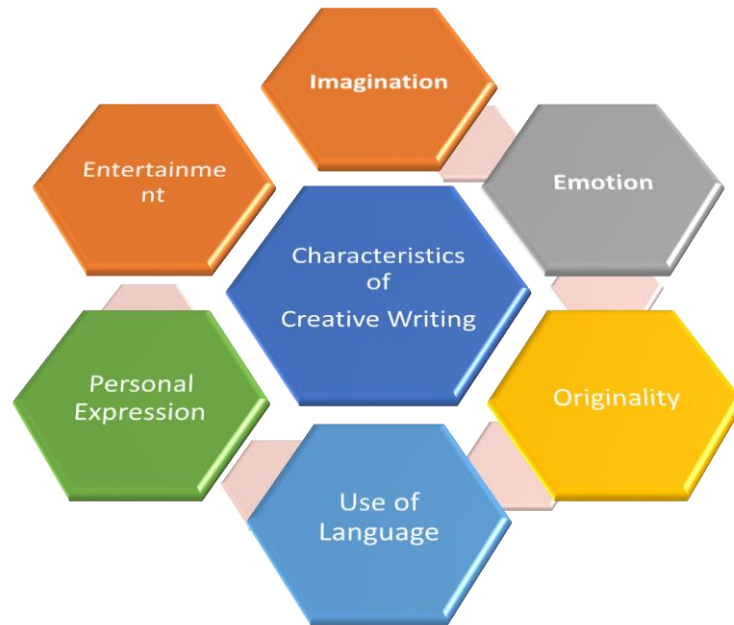 Imagination
Emotion
Entertainme
nt
Characteristics
of
Creative Writing
Personal
Expression
Originality
Use of
Language